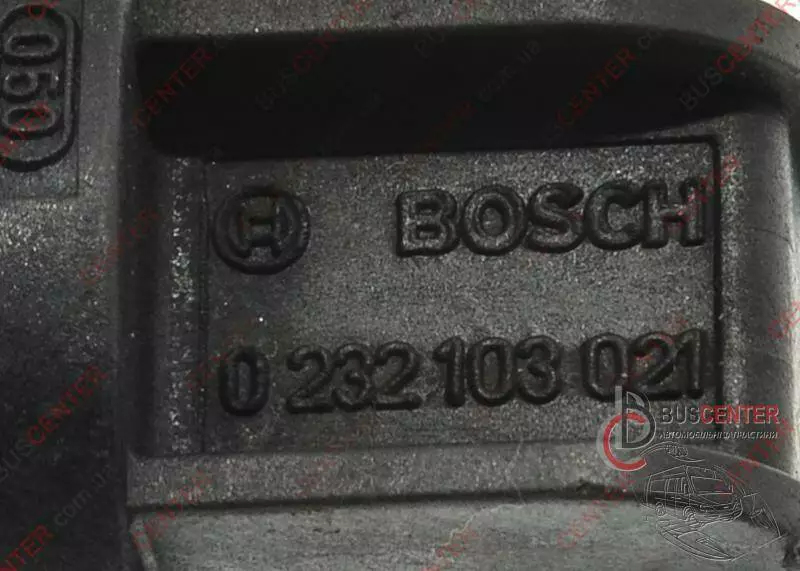 050
BOSCH
0 232 103 021
BUSCENTER
АВТОМОБІЛЬНІ ЗАПЧАСТИНИ